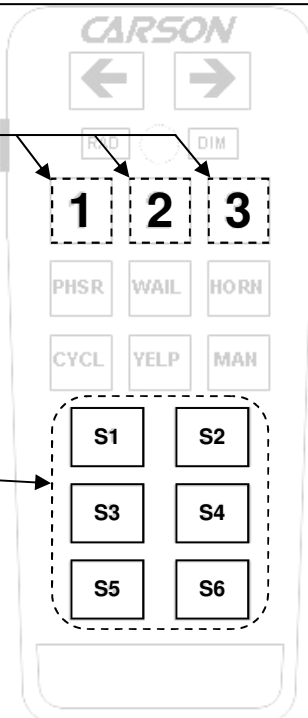 CARSON
RAD DIM
1 2 3
PHSR WAIL HORN
CYCL YELP MAN
S1 S2
S3 S4
S5 S6